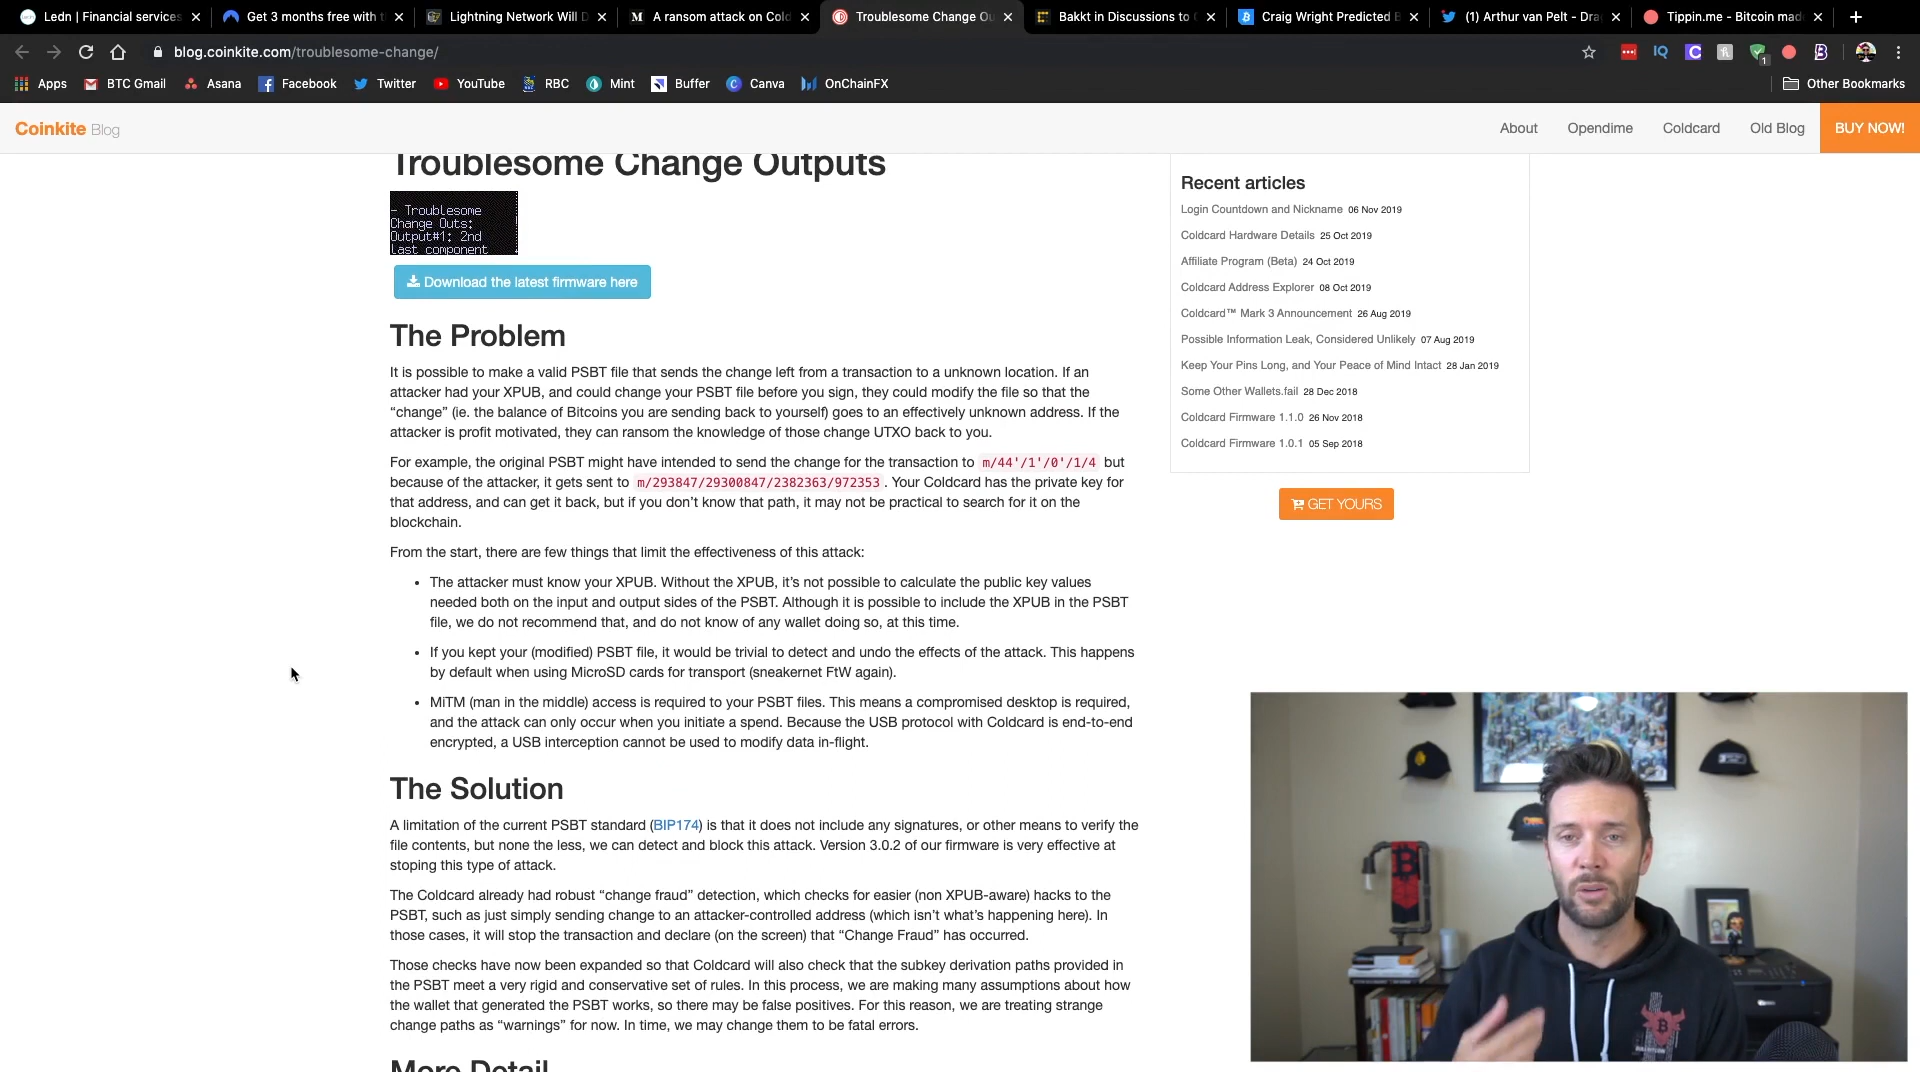 Ledn | Financial services
Get 3 months free with t
Lightning Network Will D
A ransom attack on Cold
Troublesome Change Ou
Bakkt in Discussions to
Craig Wright Predicted B
(1) Arthur van Pelt - Dra
Tippin.me - Bitcoin mad
blog.coinkite.com/troublesome-change/
Apps
BTC Gmail
Asana
Facebook
Twitter
YouTube
RBC
Mint
Buffer
Canva
OnChainFX
Other Bookmarks
Coinkite Blog
About
Opendime
Coldcard
Old Blog
BUY NOW!
Troublesome Change Outputs
- Troublesome
Change Outs:
Output#1: 2nd
last component
Download the latest firmware here
The Problem
It is possible to make a valid PSBT file that sends the change left from a transaction to a unknown location. If an
attacker had your XPUB, and could change your PSBT file before you sign, they could modify the file so that the
“change” (ie. the balance of Bitcoins you are sending back to yourself) goes to an effectively unknown address. If the
attacker is profit motivated, they can ransom the knowledge of those change UTXO back to you.
For example, the original PSBT might have intended to send the change for the transaction to m/44'/1'/0'/1/4 but
because of the attacker, it gets sent to m/293847/29300847/2382363/972353 . Your Coldcard has the private key for
that address, and can get it back, but if you don’t know that path, it may not be practical to search for it on the
blockchain.
From the start, there are few things that limit the effectiveness of this attack:
• The attacker must know your XPUB. Without the XPUB, it’s not possible to calculate the public key values
needed both on the input and output sides of the PSBT. Although it is possible to include the XPUB in the PSBT
file, we do not recommend that, and do not know of any wallet doing so, at this time.
• If you kept your (modified) PSBT file, it would be trivial to detect and undo the effects of the attack. This happens
by default when using MicroSD cards for transport (sneakernet FtW again).
• MiTM (man in the middle) access is required to your PSBT files. This means a compromised desktop is required,
and the attack can only occur when you initiate a spend. Because the USB protocol with Coldcard is end-to-end
encrypted, a USB interception cannot be used to modify data in-flight.
The Solution
A limitation of the current PSBT standard (BIP174) is that it does not include any signatures, or other means to verify the
file contents, but none the less, we can detect and block this attack. Version 3.0.2 of our firmware is very effective at
stoping this type of attack.
The Coldcard already had robust “change fraud” detection, which checks for easier (non XPUB-aware) hacks to the
PSBT, such as just simply sending change to an attacker-controlled address (which isn’t what’s happening here). In
those cases, it will stop the transaction and declare (on the screen) that “Change Fraud” has occurred.
Those checks have now been expanded so that Coldcard will also check that the subkey derivation paths provided in
the PSBT meet a very rigid and conservative set of rules. In this process, we are making many assumptions about how
the wallet that generated the PSBT works, so there may be false positives. For this reason, we are treating strange
change paths as “warnings” for now. In time, we may change them to be fatal errors.
More Detail
Recent articles
Login Countdown and Nickname 06 Nov 2019
Coldcard Hardware Details 25 Oct 2019
Affiliate Program (Beta) 24 Oct 2019
Coldcard Address Explorer 08 Oct 2019
Coldcard™ Mark 3 Announcement 26 Aug 2019
Possible Information Leak, Considered Unlikely 07 Aug 2019
Keep Your Pins Long, and Your Peace of Mind Intact 28 Jan 2019
Some Other Wallets.fail 28 Dec 2018
Coldcard Firmware 1.1.0 26 Nov 2018
Coldcard Firmware 1.0.1 05 Sep 2018
GET YOURS